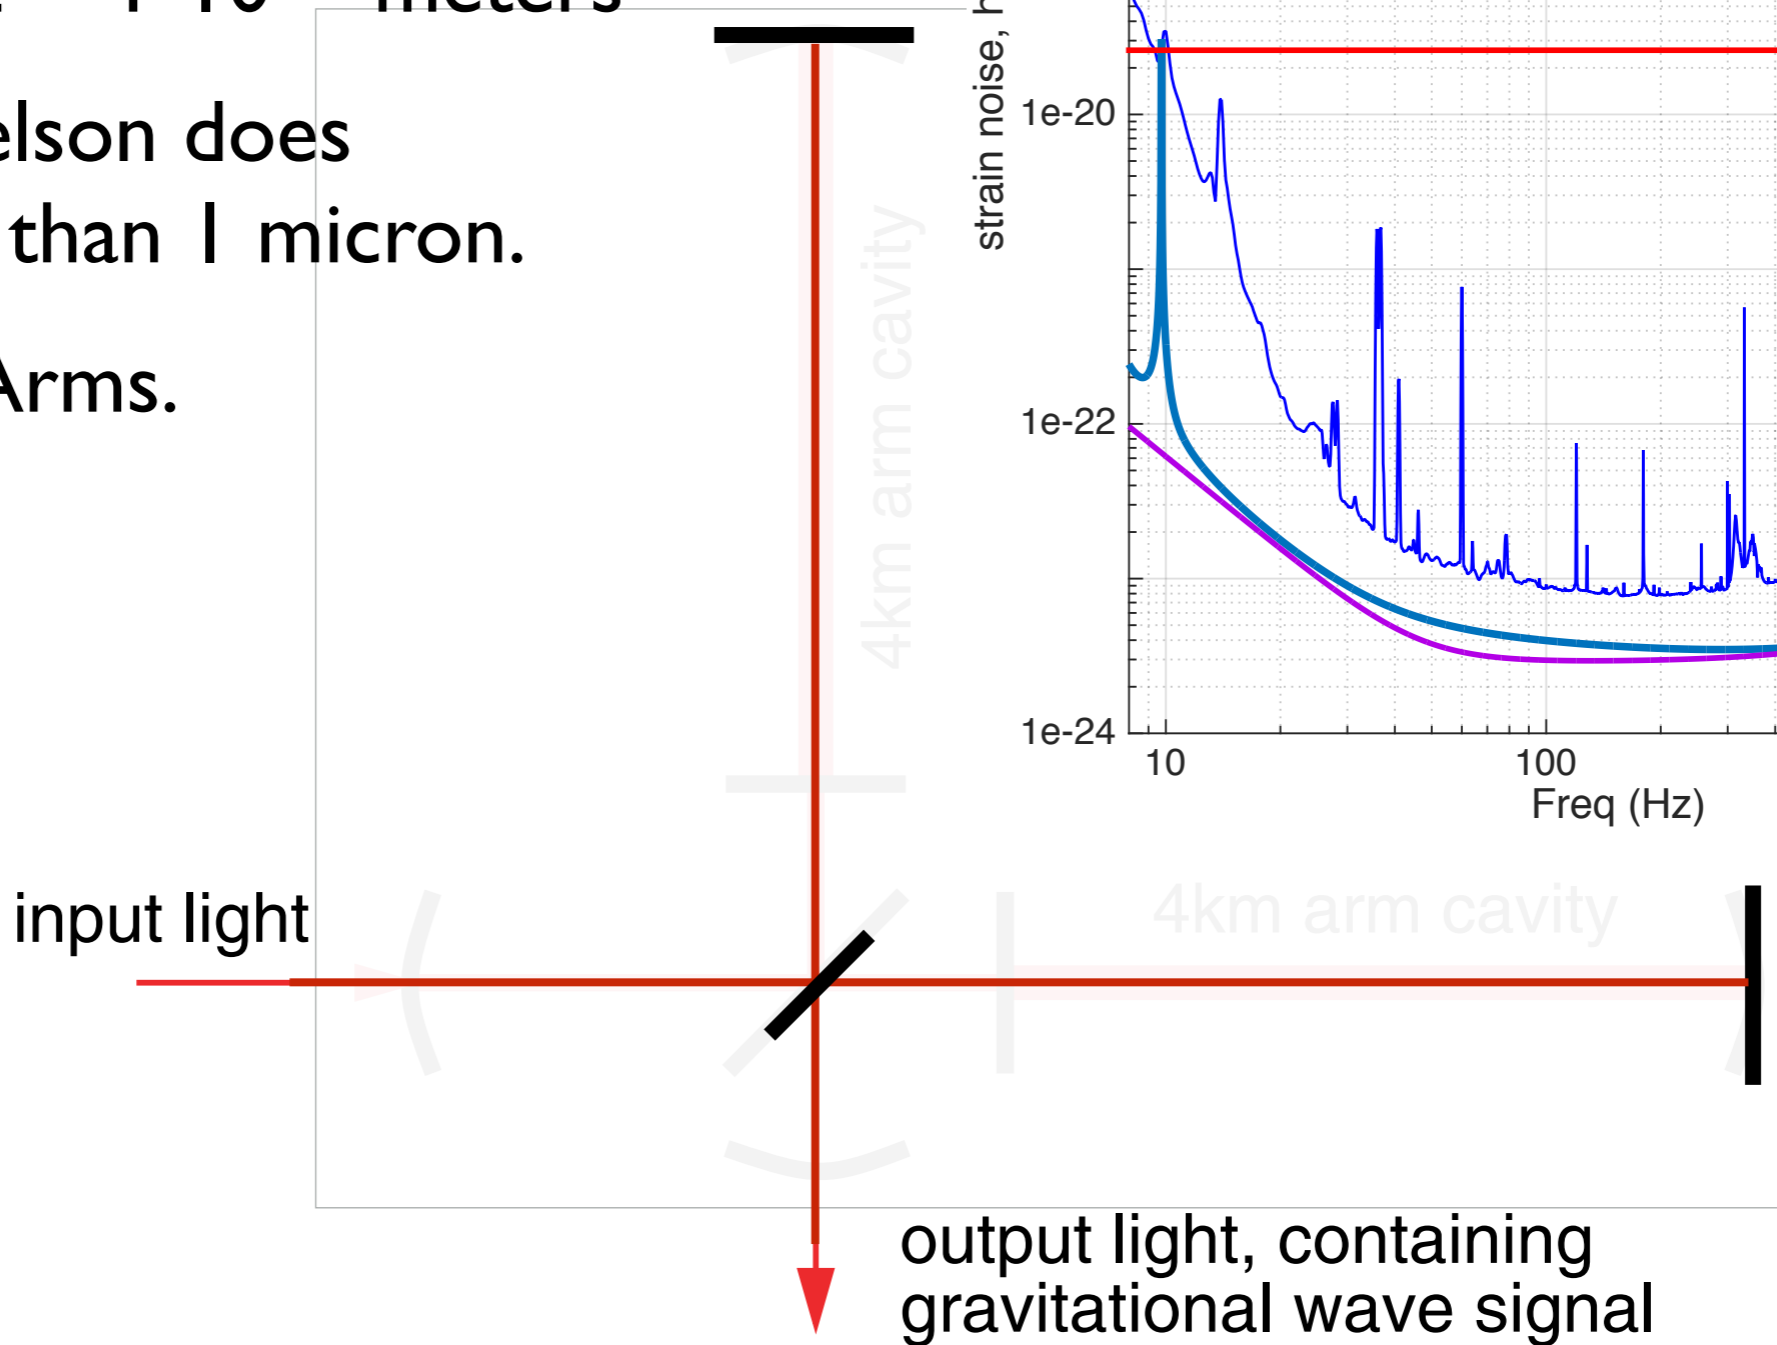 meters
elson does
than 1 micron.
Arms.
4km arm cavity
strain noise, h
1e-20
1e-22
1e-24
10
100
Freq (Hz)
input light
4km arm cavity
output light, containing
gravitational wave signal